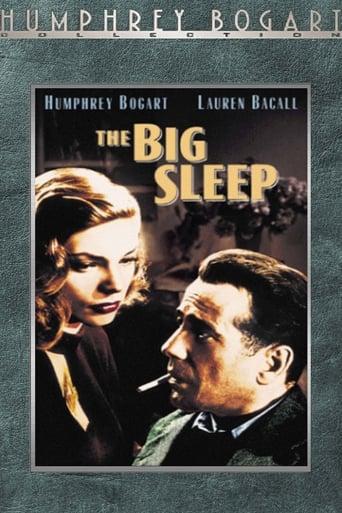 HUMPHREY BOGART
COLLECTION
HUMPHREY BOGART LAUREN BACALL
THE BIG
SLEEP